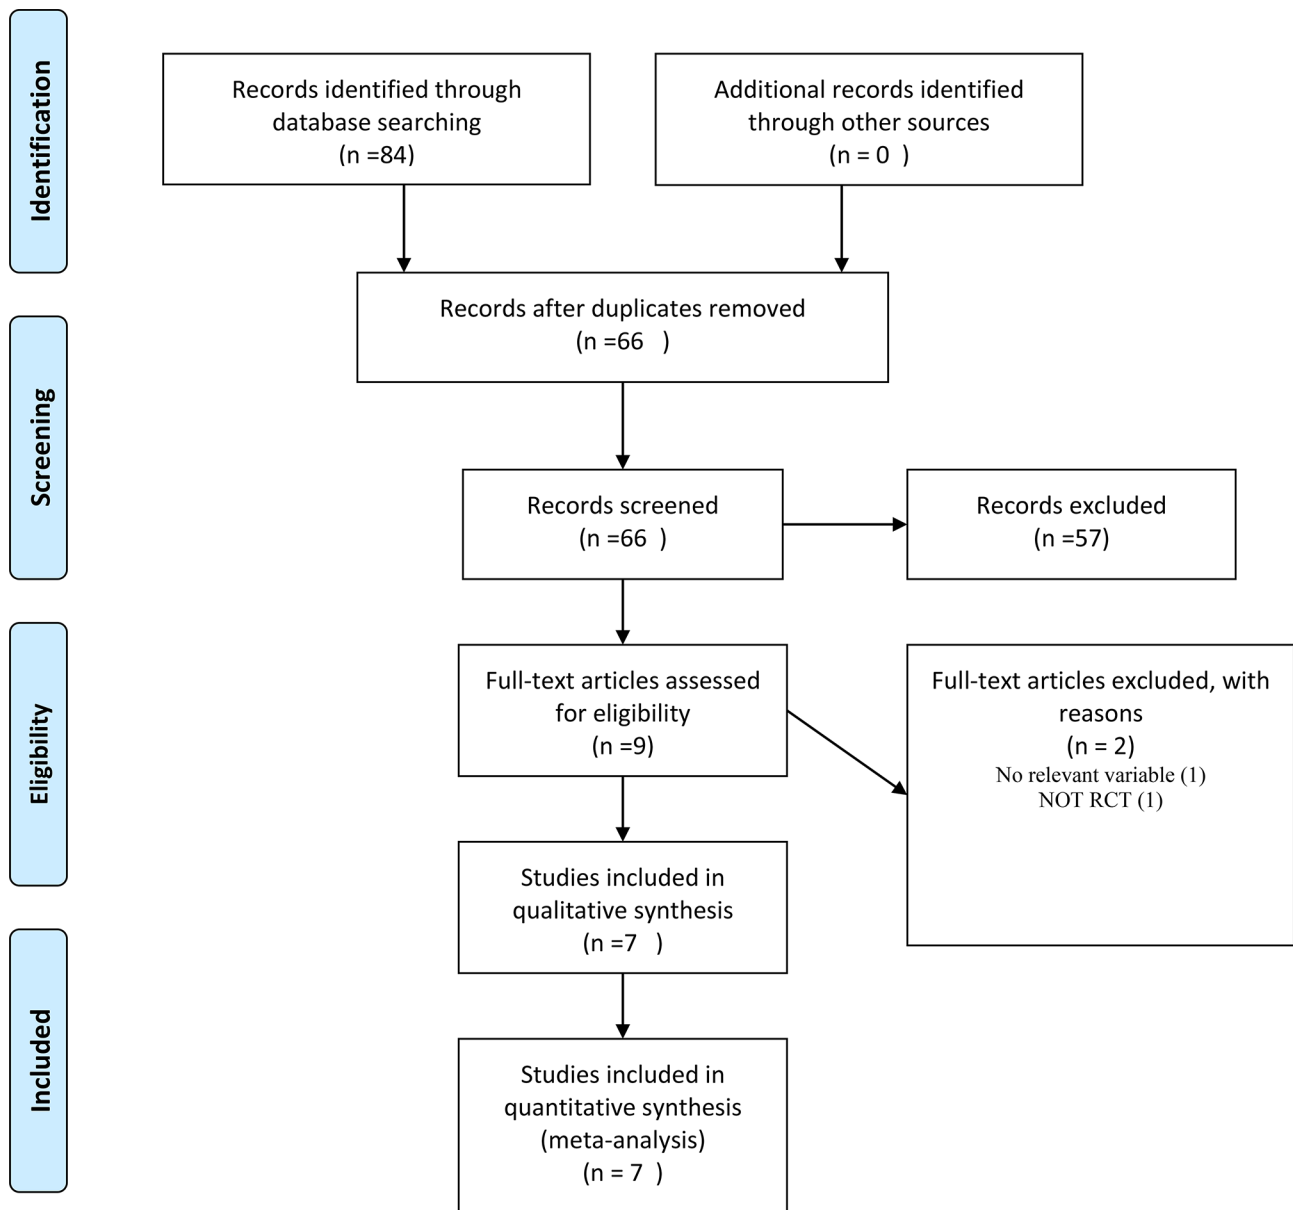 Identification
Records identified through
database searching
(n =84)
Additional records identified
through other sources
(n = 0  )
Records after duplicates removed
(n =66   )
Screening
Records screened
(n =66  )
Records excluded
(n =57)
Eligibility
Full-text articles assessed
for eligibility
(n =9)
Full-text articles excluded, with
reasons
(n = 2)
No relevant variable (1)
NOT RCT (1)
Studies included in
qualitative synthesis
(n =7   )
Included
Studies included in
quantitative synthesis
(meta-analysis)
(n = 7  )